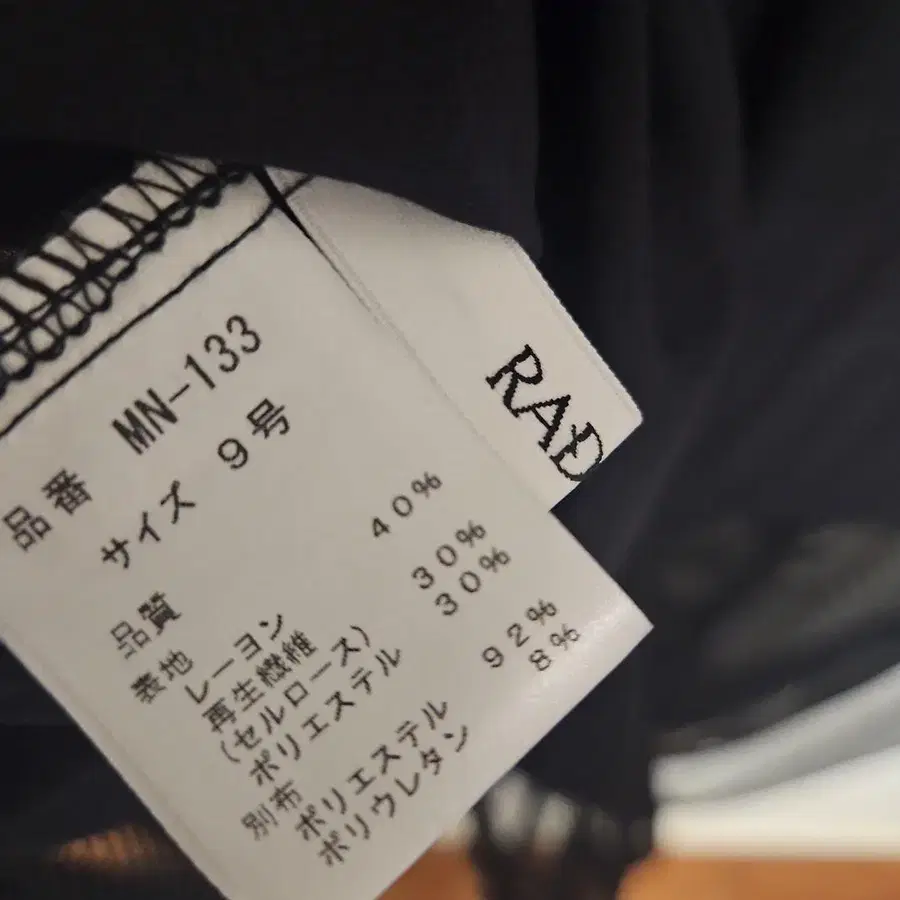 品番 MN-133
サイズ 9号
品質
表地
レーヨン 40%
再生繊維
(セルロース) 30%
ポリエステル 30%
別布
ポリエステル 92%
ポリウレタン 8%
RAD